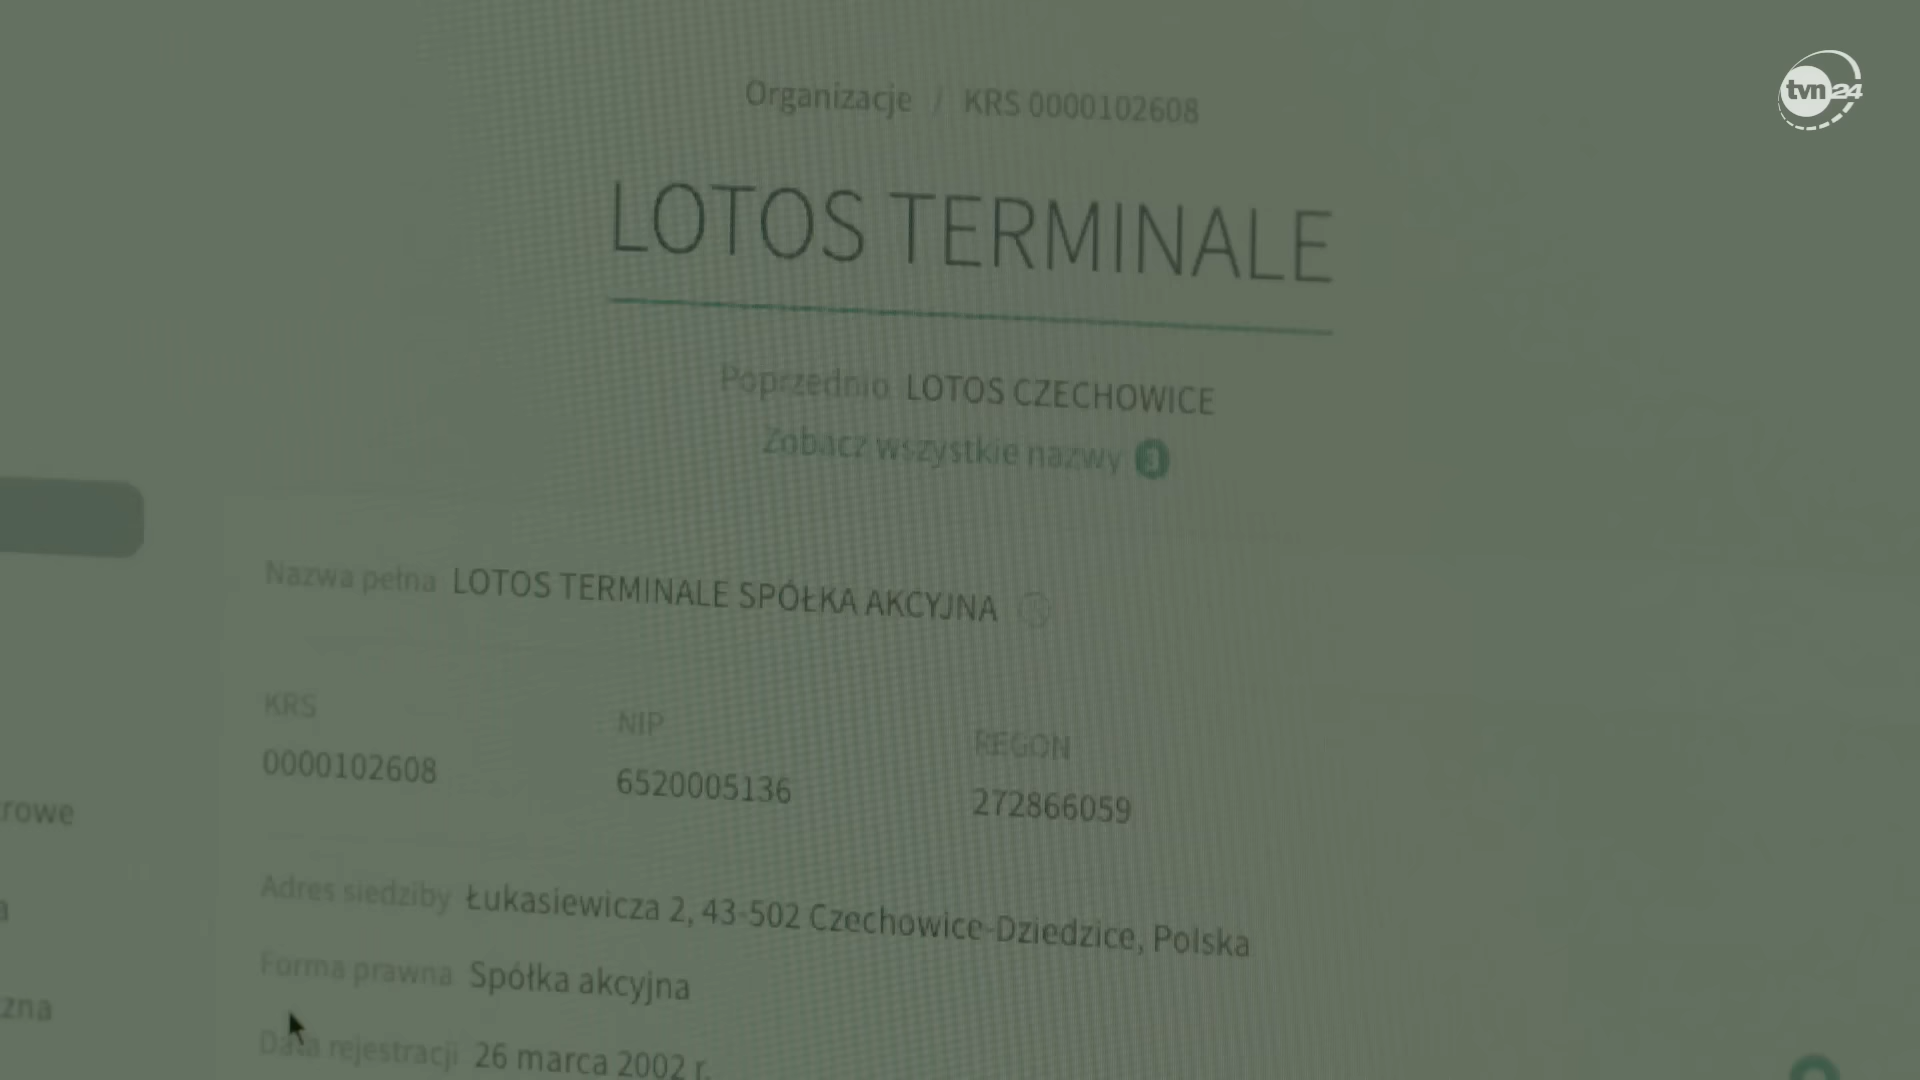 tvn24
Organizacje / KRS 0000102608
LOTOS TERMINALE
Poprzednio LOTOS CZECHOWICE
Zobacz wszystkie nazwy 3
Nazwa pełna LOTOS TERMINALE SPÓŁKA AKCYJNA
KRS NIP REGON
0000102608 6520005136 272866059
rowe
Adres siedziby Łukasiewicza 2, 43-502 Czechowice-Dziedzice, Polska
a
Forma prawna Spółka akcyjna
zna
Data rejestracji 26 marca 2002 r.